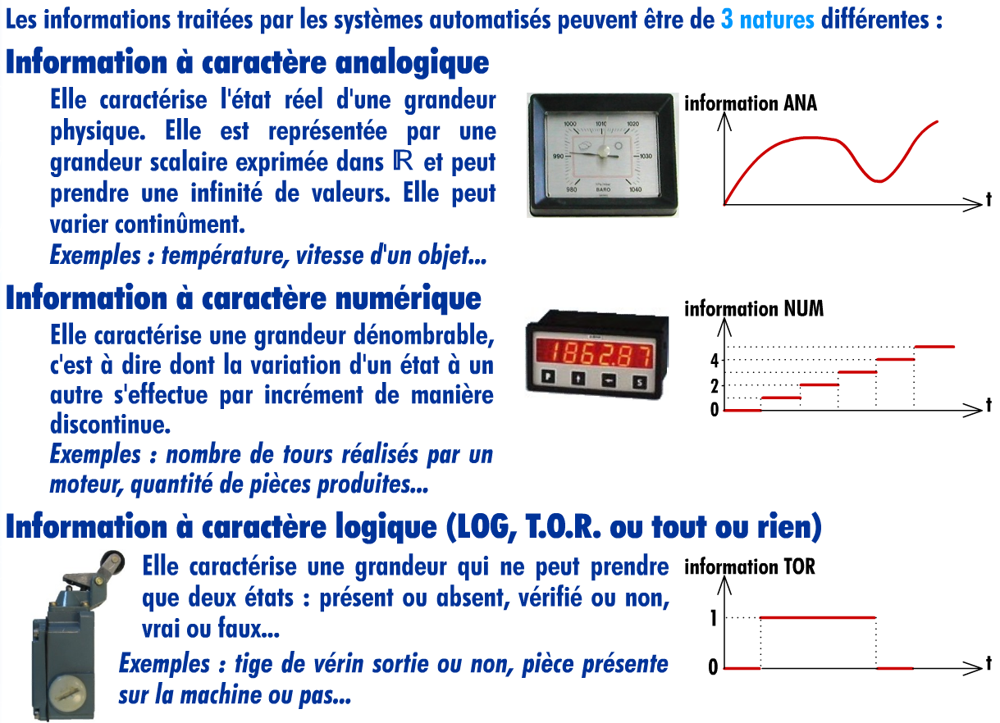 Les informations traitées par les systèmes automatisés peuvent être de 3 natures différentes :
Information à caractère analogique
Elle caractérise l'état réel d'une grandeur
physique. Elle est représentée par une
grandeur scalaire exprimée dans ℝ et peut
prendre une infinité de valeurs. Elle peut
varier continûment.
Exemples : température, vitesse d'un objet...
1000 1010 1020
990 1030
980 BARO 1040
information ANA
t
Information à caractère numérique
Elle caractérise une grandeur dénombrable,
c'est à dire dont la variation d'un état à un
autre s'effectue par incrément de manière
discontinue.
Exemples : nombre de tours réalisés par un
moteur, quantité de pièces produites...
1862.87
P S
information NUM
4
2
0
t
Information à caractère logique (LOG, T.O.R. ou tout ou rien)
Elle caractérise une grandeur qui ne peut prendre
que deux états : présent ou absent, vérifié ou non,
vrai ou faux...
Exemples : tige de vérin sortie ou non, pièce présente
sur la machine ou pas...
information TOR
1
0
t